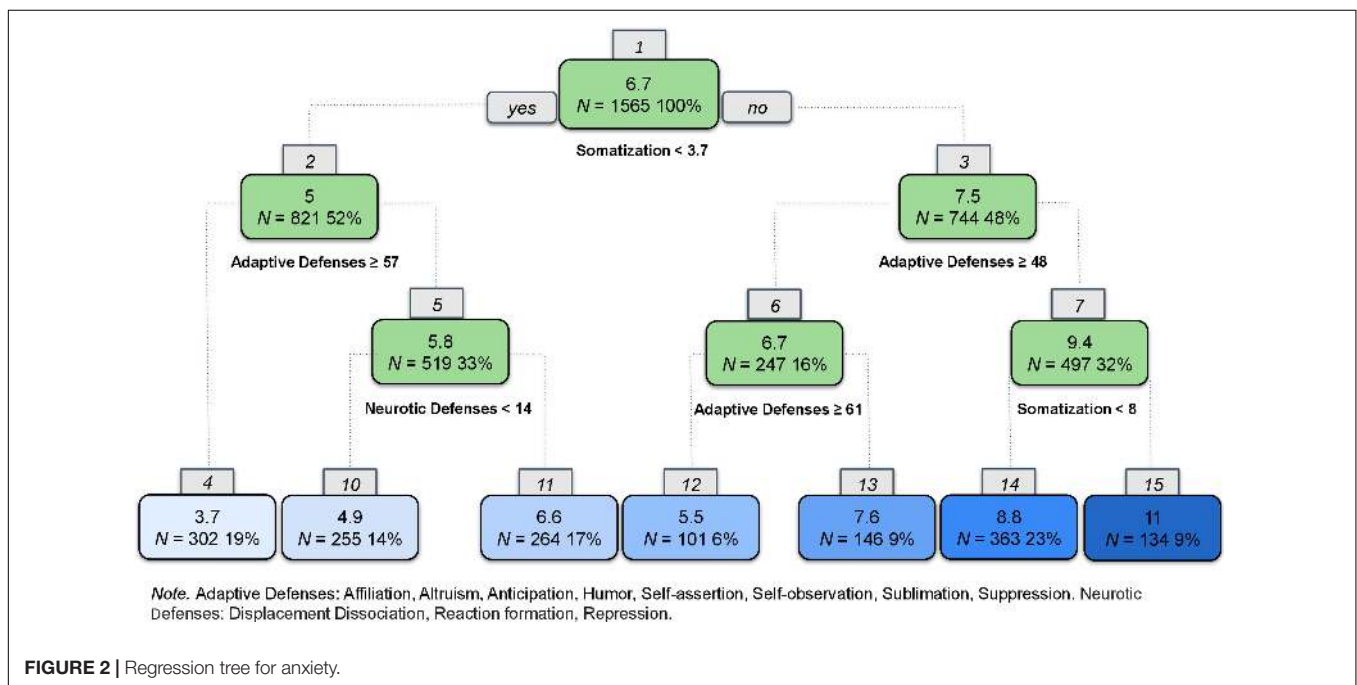 1
6.7
N = 1565 100%
yes
no
Somatization < 3.7
2
5
N = 821 52%
Adaptive Defenses ≥ 57
3
7.5
N = 744 48%
Adaptive Defenses ≥ 48
5
5.8
N = 519 33%
Neurotic Defenses < 14
6
6.7
N = 247 16%
Adaptive Defenses ≥ 61
7
9.4
N = 497 32%
Somatization < 8
4
3.7
N = 302 19%
10
4.9
N = 255 14%
11
6.6
N = 264 17%
12
5.5
N = 101 6%
13
7.6
N = 146 9%
14
8.8
N = 363 23%
15
11
N = 134 9%
Note. Adaptive Defenses: Affiliation, Altruism, Anticipation, Humor, Self-assertion, Self-observation, Sublimation, Suppression. Neurotic
Defenses: Displacement Dissociation, Reaction formation, Repression.
FIGURE 2 | Regression tree for anxiety.